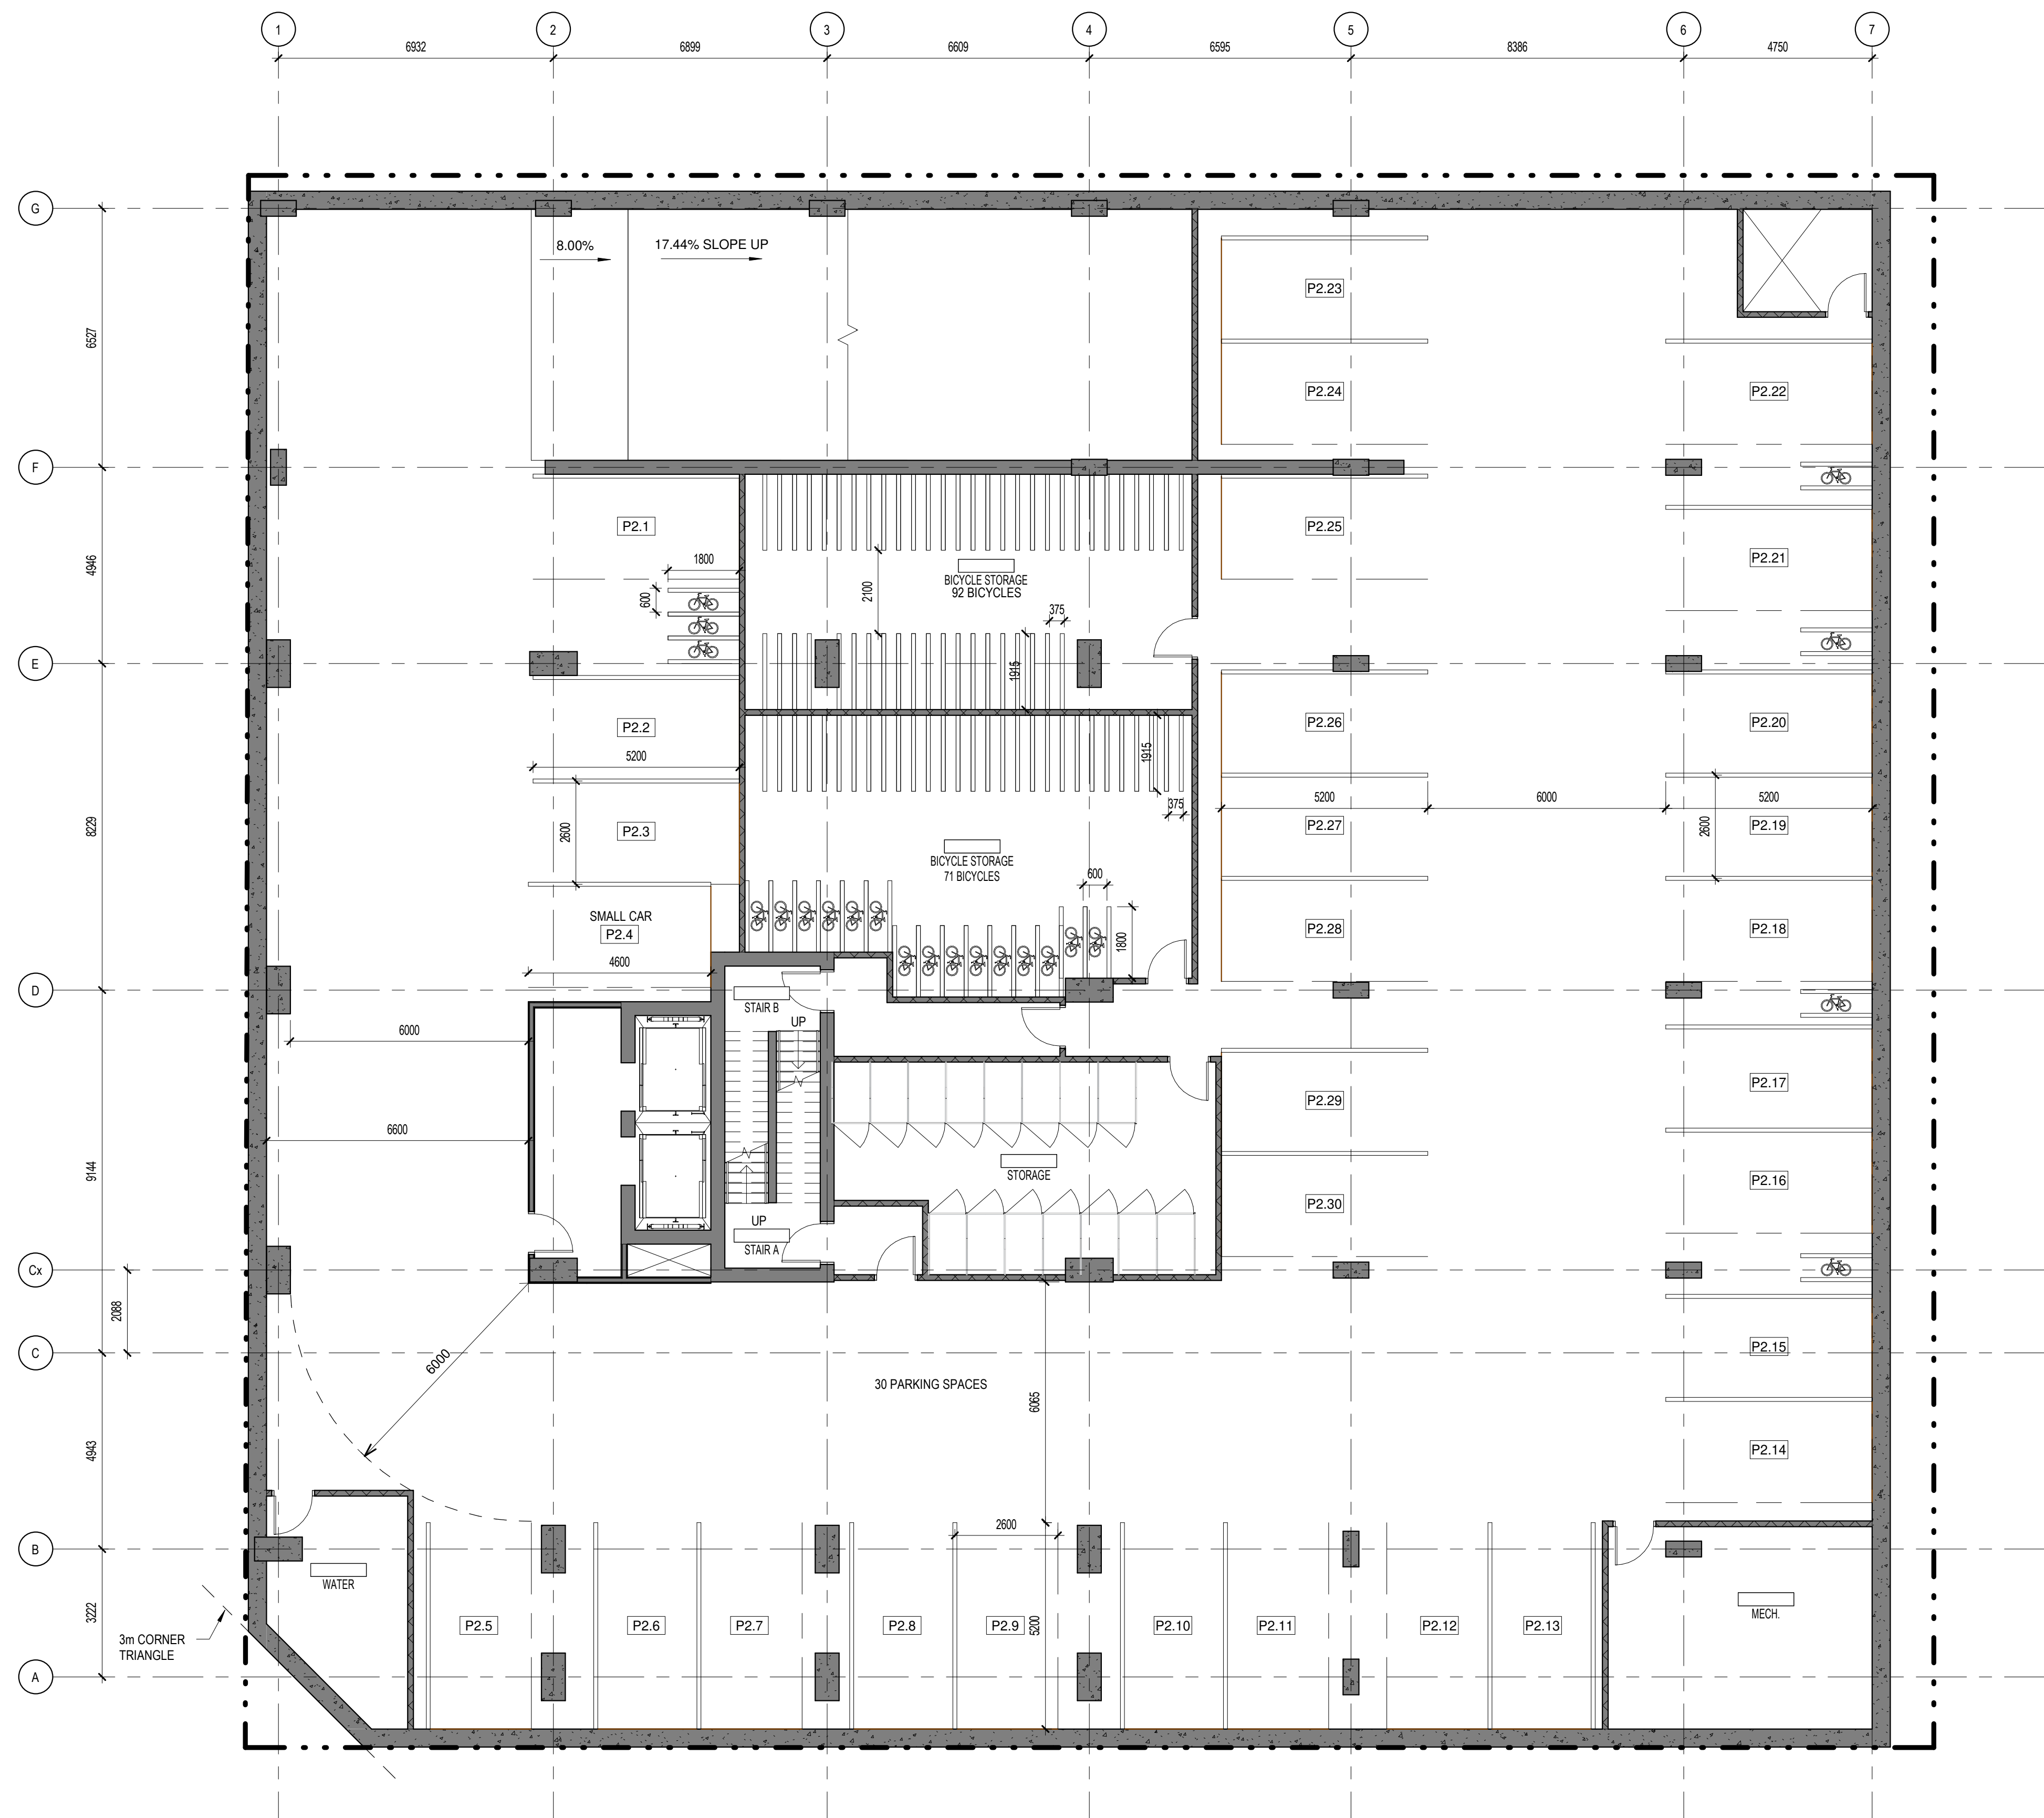 1
2
3
4
5
6
7
6932
6899
6609
6595
8386
4750
G
8.00%
17.44% SLOPE UP
P2.23
6527
P2.24
P2.22
F
P2.1
P2.25
1800
P2.21
4946
2100
BICYCLE STORAGE
92 BICYCLES
600
375
E
1915
P2.2
P2.26
P2.20
5200
1915
375
5200
6000
5200
8229
2600
P2.3
P2.27
2600
P2.19
BICYCLE STORAGE
71 BICYCLES
600
SMALL CAR
P2.4
P2.28
P2.18
1800
4600
D
STAIR B
UP
6000
P2.29
P2.17
6600
9144
STORAGE
P2.16
P2.30
UP
STAIR A
Cx
2088
C
6000
P2.15
30 PARKING SPACES
6065
4943
P2.14
2600
B
WATER
3222
P2.5
P2.6
P2.7
P2.8
P2.9
5200
P2.10
P2.11
P2.12
P2.13
MECH.
3m CORNER
TRIANGLE
A